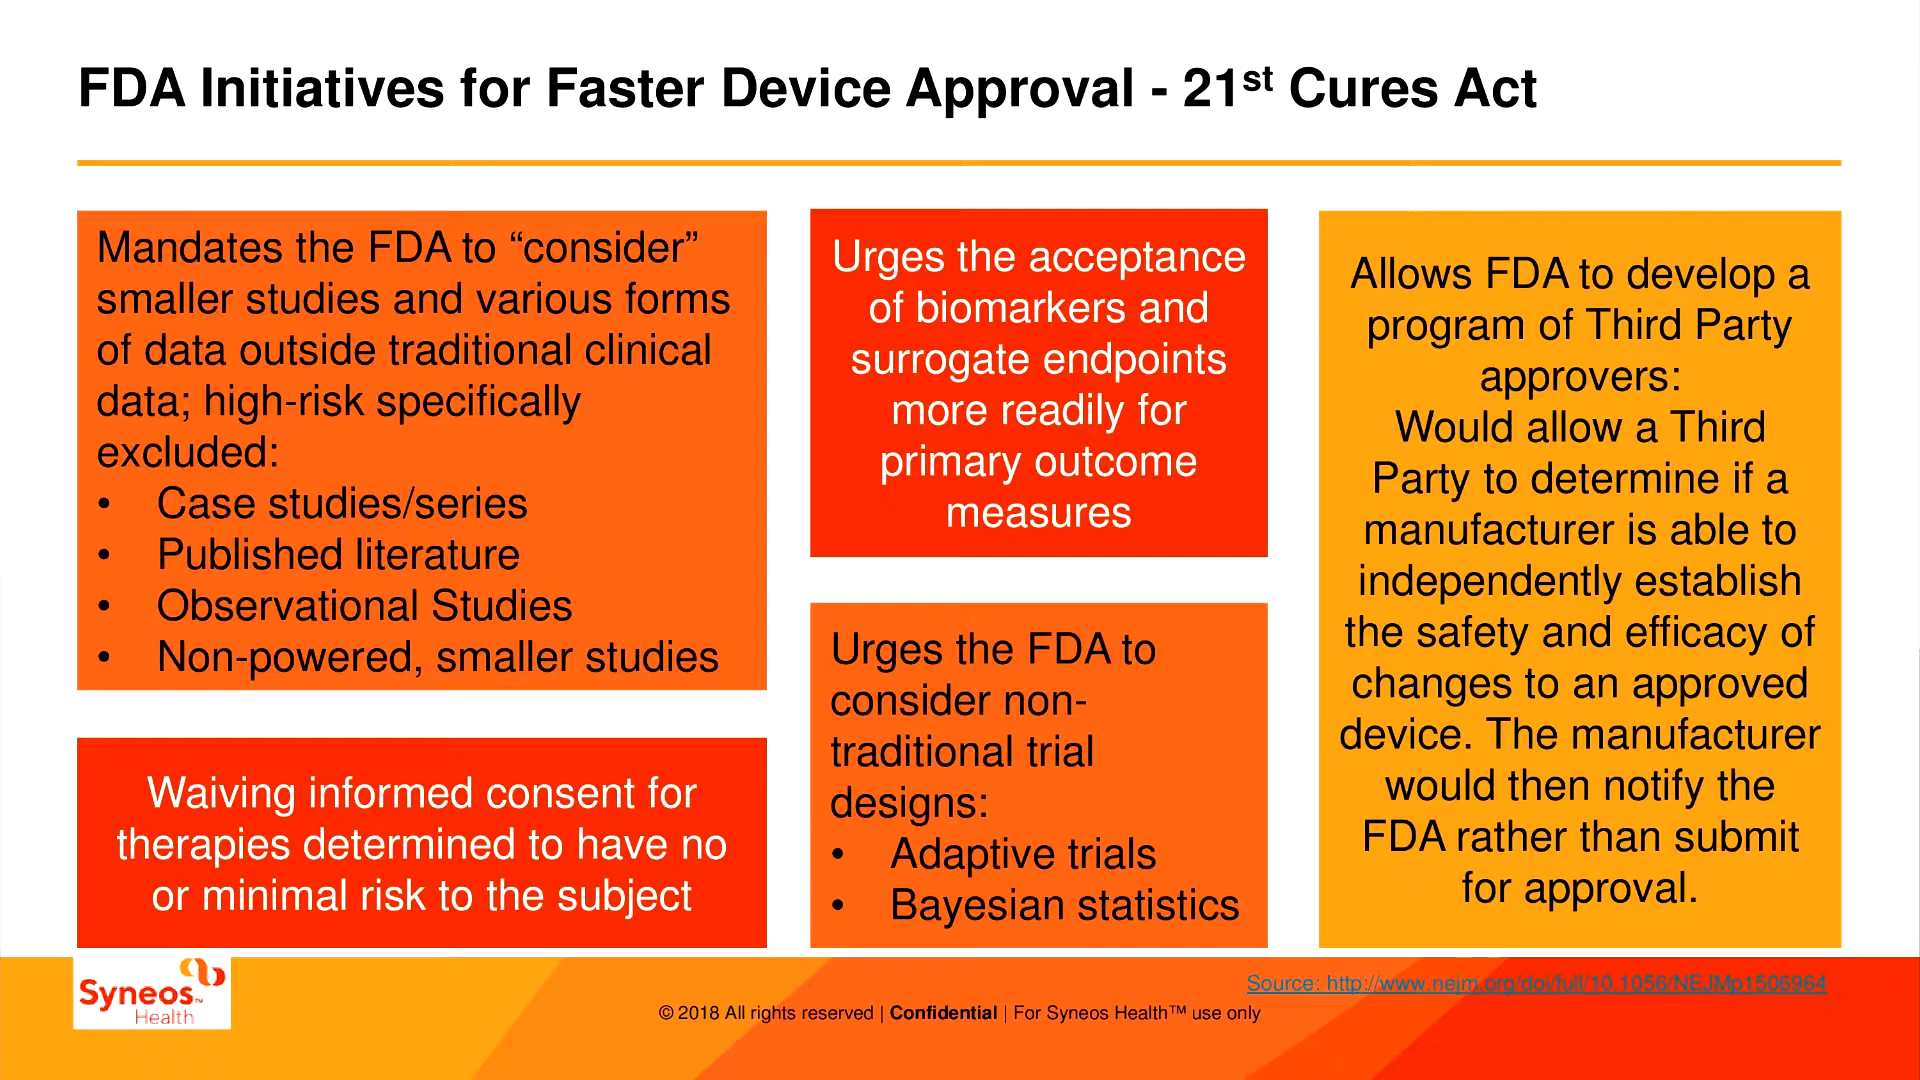 FDA Initiatives for Faster Device Approval - 21st Cures Act
Mandates the FDA to “consider”
smaller studies and various forms
of data outside traditional clinical
data; high-risk specifically
excluded:
• Case studies/series
• Published literature
• Observational Studies
• Non-powered, smaller studies
Waiving informed consent for
therapies determined to have no
or minimal risk to the subject
Urges the acceptance
of biomarkers and
surrogate endpoints
more readily for
primary outcome
measures
Urges the FDA to
consider non-
traditional trial
designs:
• Adaptive trials
• Bayesian statistics
Allows FDA to develop a
program of Third Party
approvers:
Would allow a Third
Party to determine if a
manufacturer is able to
independently establish
the safety and efficacy of
changes to an approved
device. The manufacturer
would then notify the
FDA rather than submit
for approval.
Source: http://www.nejm.org/doi/full/10.1056/NEJMp1506964
Syneos™
Health
© 2018 All rights reserved | Confidential | For Syneos Health™ use only